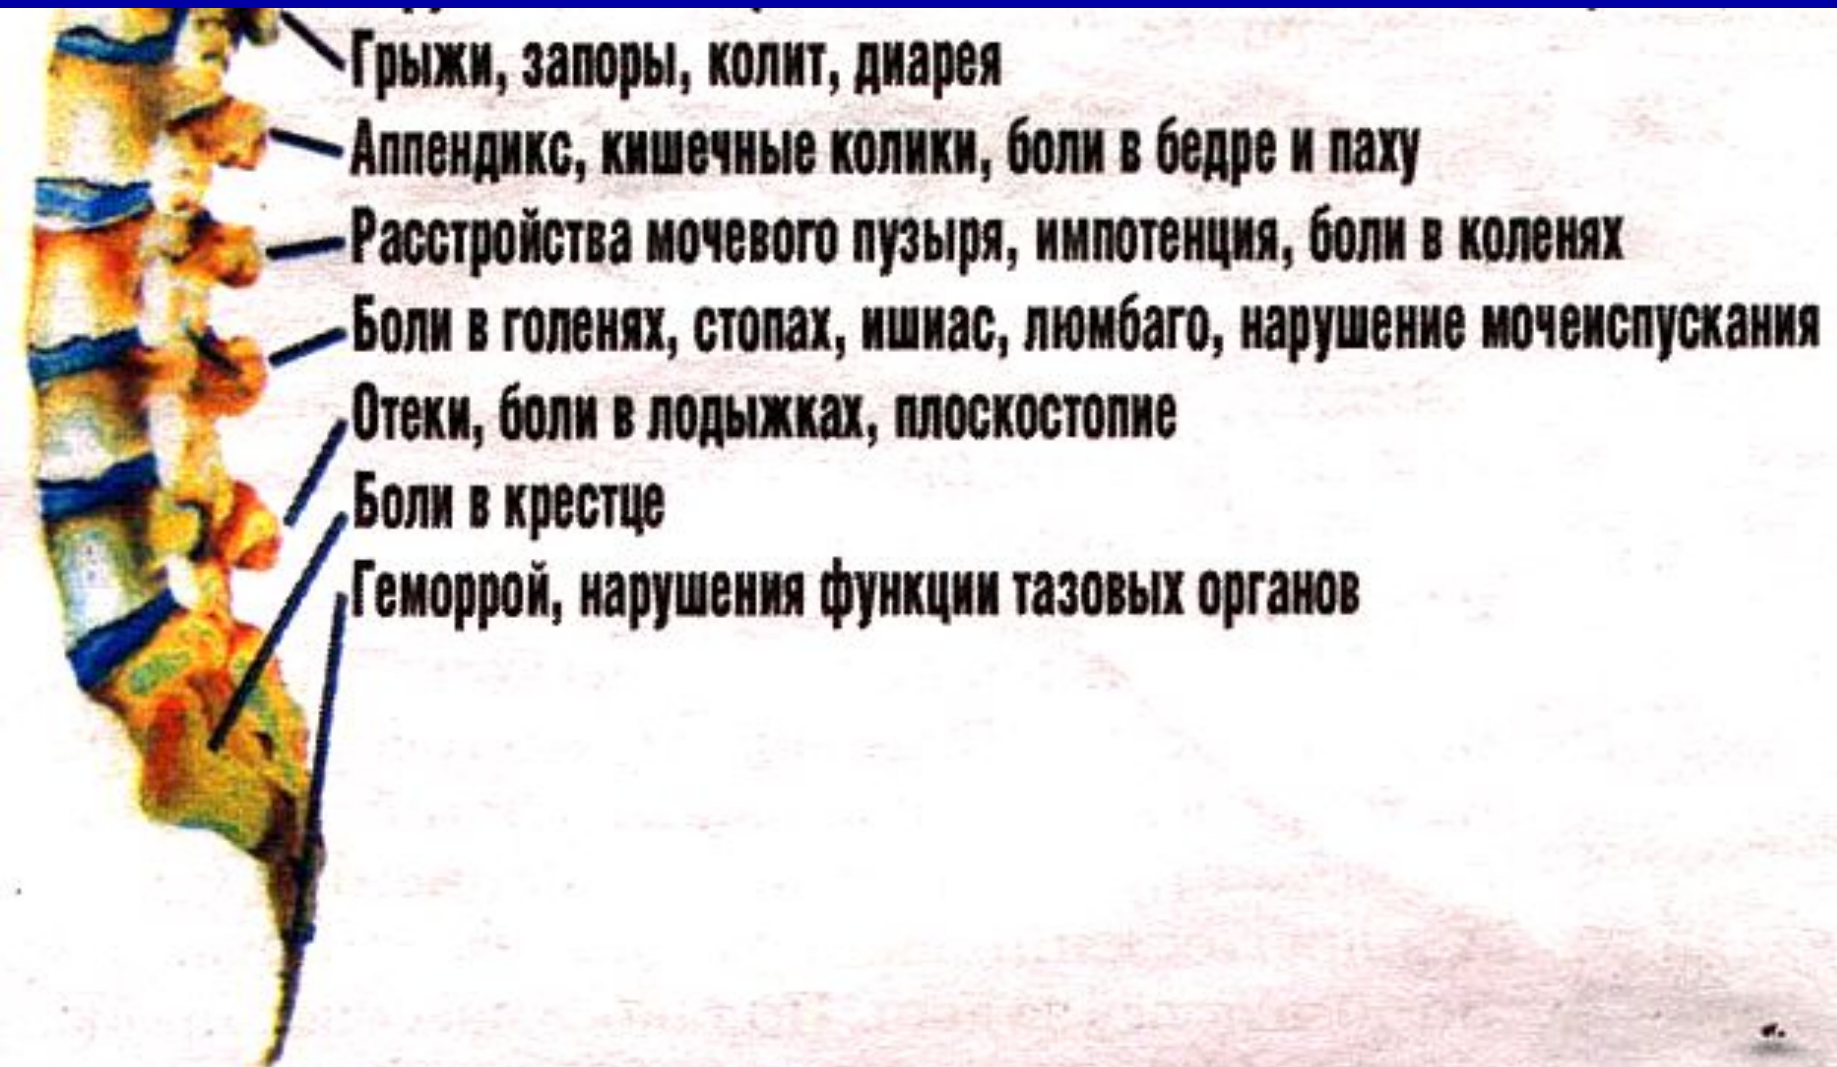 Грыжи, запоры, колит, диарея
Аппендикс, кишечные колики, боли в бедре и паху
Расстройства мочевого пузыря, импотенция, боли в коленях
Боли в голенях, стопах, ишиас, люмбаго, нарушение мочеиспускания
Отеки, боли в лодыжках, плоскостопие
Боли в крестце
Геморрой, нарушения функции тазовых органов